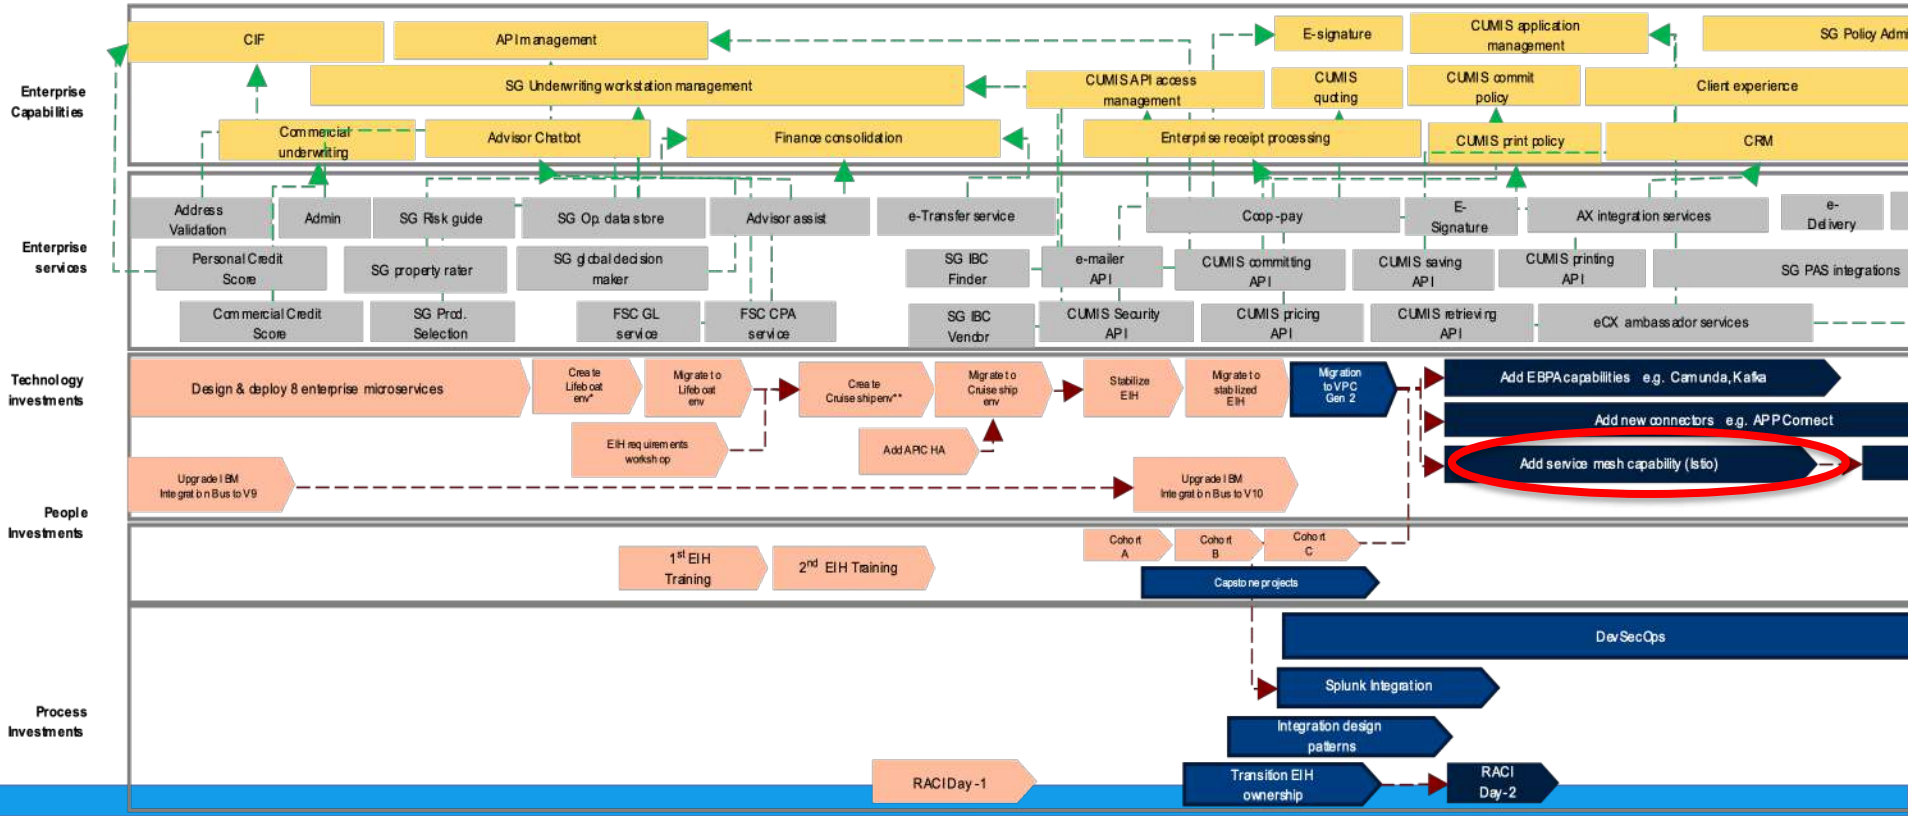 CIF
API management
E-signature
CUMIS application
management
SG Policy Admi
Enterprise
Capabilities
SG Underwriting workstation management
CUMIS API access
management
CUMIS
quoting
CUMIS commit
policy
Client experience
Commercial
underwriting
Advisor Chatbot
Finance consolidation
Enterprise receipt processing
CUMIS print policy
CRM
Enterprise
services
Address
Validation
Admin
SG Risk guide
SG Op. data store
Advisor assist
e-Transfer service
Coop-pay
E-
Signature
AX integration services
e-
Delivery
Personal Credit
Score
SG property rater
SG global decision
maker
SG IBC
Finder
e-mailer
API
CUMIS committing
API
CUMIS saving
API
CUMIS printing
API
SG PAS integrations
Commercial Credit
Score
SG Prod.
Selection
FSC GL
service
FSC CPA
service
SG IBC
Vendor
CUMIS Security
API
CUMIS pricing
API
CUMIS retrieving
API
eCX ambassador services
Technology
investments
Design & deploy 8 enterprise microservices
Create
Lifeboat
env*
Migrate to
Lifeboat
env
Create
Cruise ship env**
Migrate to
Cruise ship
env
Stabilize
EIH
Migrate to
stabilized
EIH
Migration
to VPC
Gen 2
Add EBPA capabilities e.g. Camunda, Kafka
Add new connectors e.g. APP Connect
EIH requirements
workshop
Add APIC HA
Add service mesh capability (Istio)
Upgrade IBM
Integration Bus to V9
Upgrade IBM
Integration Bus to V10
People
Investments
1st EIH
Training
2nd EIH Training
Cohort
A
Cohort
B
Cohort
C
Capstone projects
Process
Investments
DevSecOps
Splunk Integration
Integration design
patterns
RACI Day -1
Transition EIH
ownership
RACI
Day-2